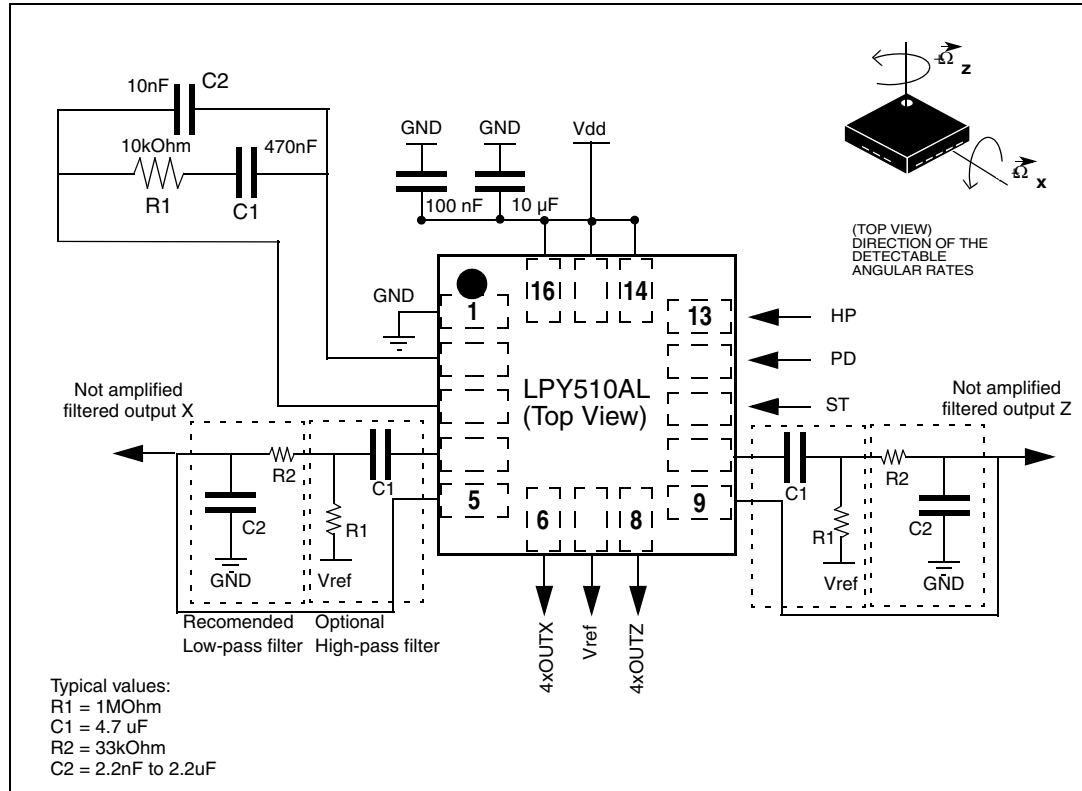 10nF
C2
10kOhm
470nF
R1
C1
GND
GND
Vdd
100 nF
10 µF
Ω
z
Ω
x
(TOP VIEW)
DIRECTION OF THE
DETECTABLE
ANGULAR RATES
GND
1
16
14
13
HP
PD
ST
LPY510AL
(Top View)
Not amplified
filtered output X
Not amplified
filtered output Z
R2
C1
C2
R1
GND
Vref
5
6
8
9
C1
R2
R1
C2
Vref
GND
Recomended
Low-pass filter
Optional
High-pass filter
4xOUTX
Vref
4xOUTZ
Typical values:
R1 = 1MOhm
C1 = 4.7 uF
R2 = 33kOhm
C2 = 2.2nF to 2.2uF